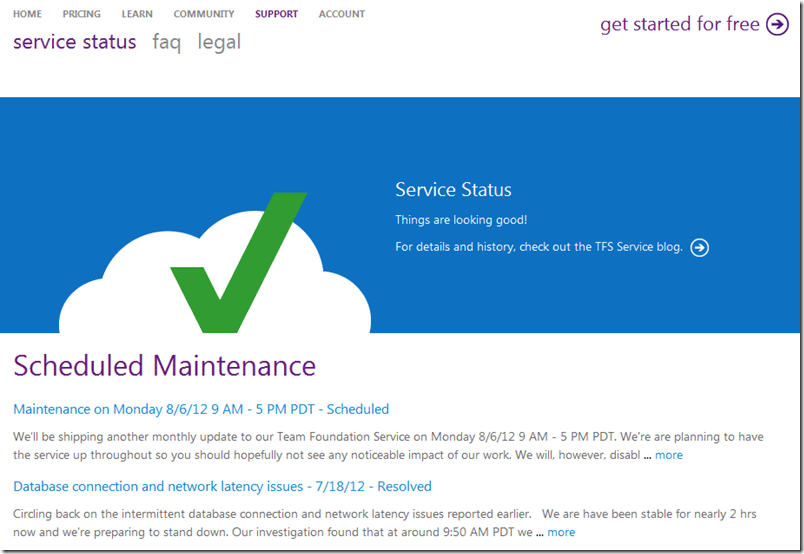 HOME PRICING LEARN COMMUNITY SUPPORT ACCOUNT
get started for free
service status faq legal
Service Status
Things are looking good!
For details and history, check out the TFS Service blog.
Scheduled Maintenance
Maintenance on Monday 8/6/12 9 AM - 5 PM PDT - Scheduled
We'll be shipping another monthly update to our Team Foundation Service on Monday 8/6/12 9 AM - 5 PM PDT. We're are planning to have
the service up throughout so you should hopefully not see any noticeable impact of our work. We will, however, disabl ... more
Database connection and network latency issues - 7/18/12 - Resolved
Circling back on the intermittent database connection and network latency issues reported earlier.   We are have been stable for nearly 2 hrs
now and we're preparing to stand down. Our investigation found that at around 9:50 AM PDT we ... more